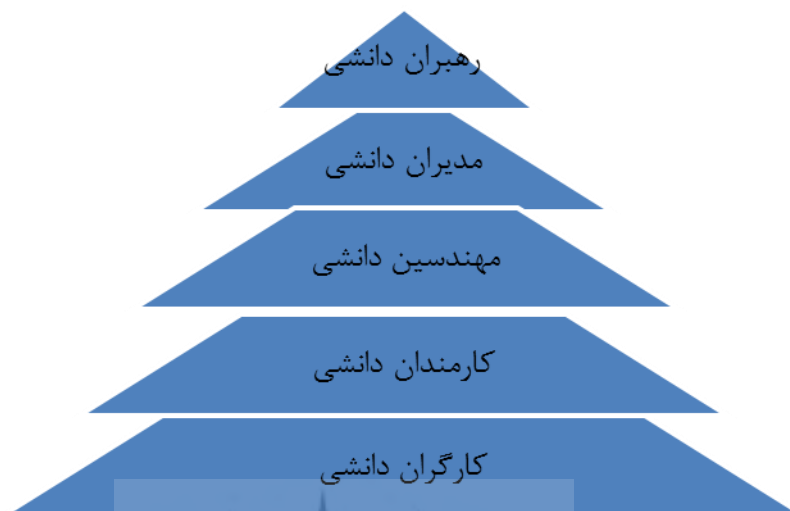 رهبران دانشی
مدیران دانشی
مهندسین دانشی
کارمندان دانشی
کارگران دانشی